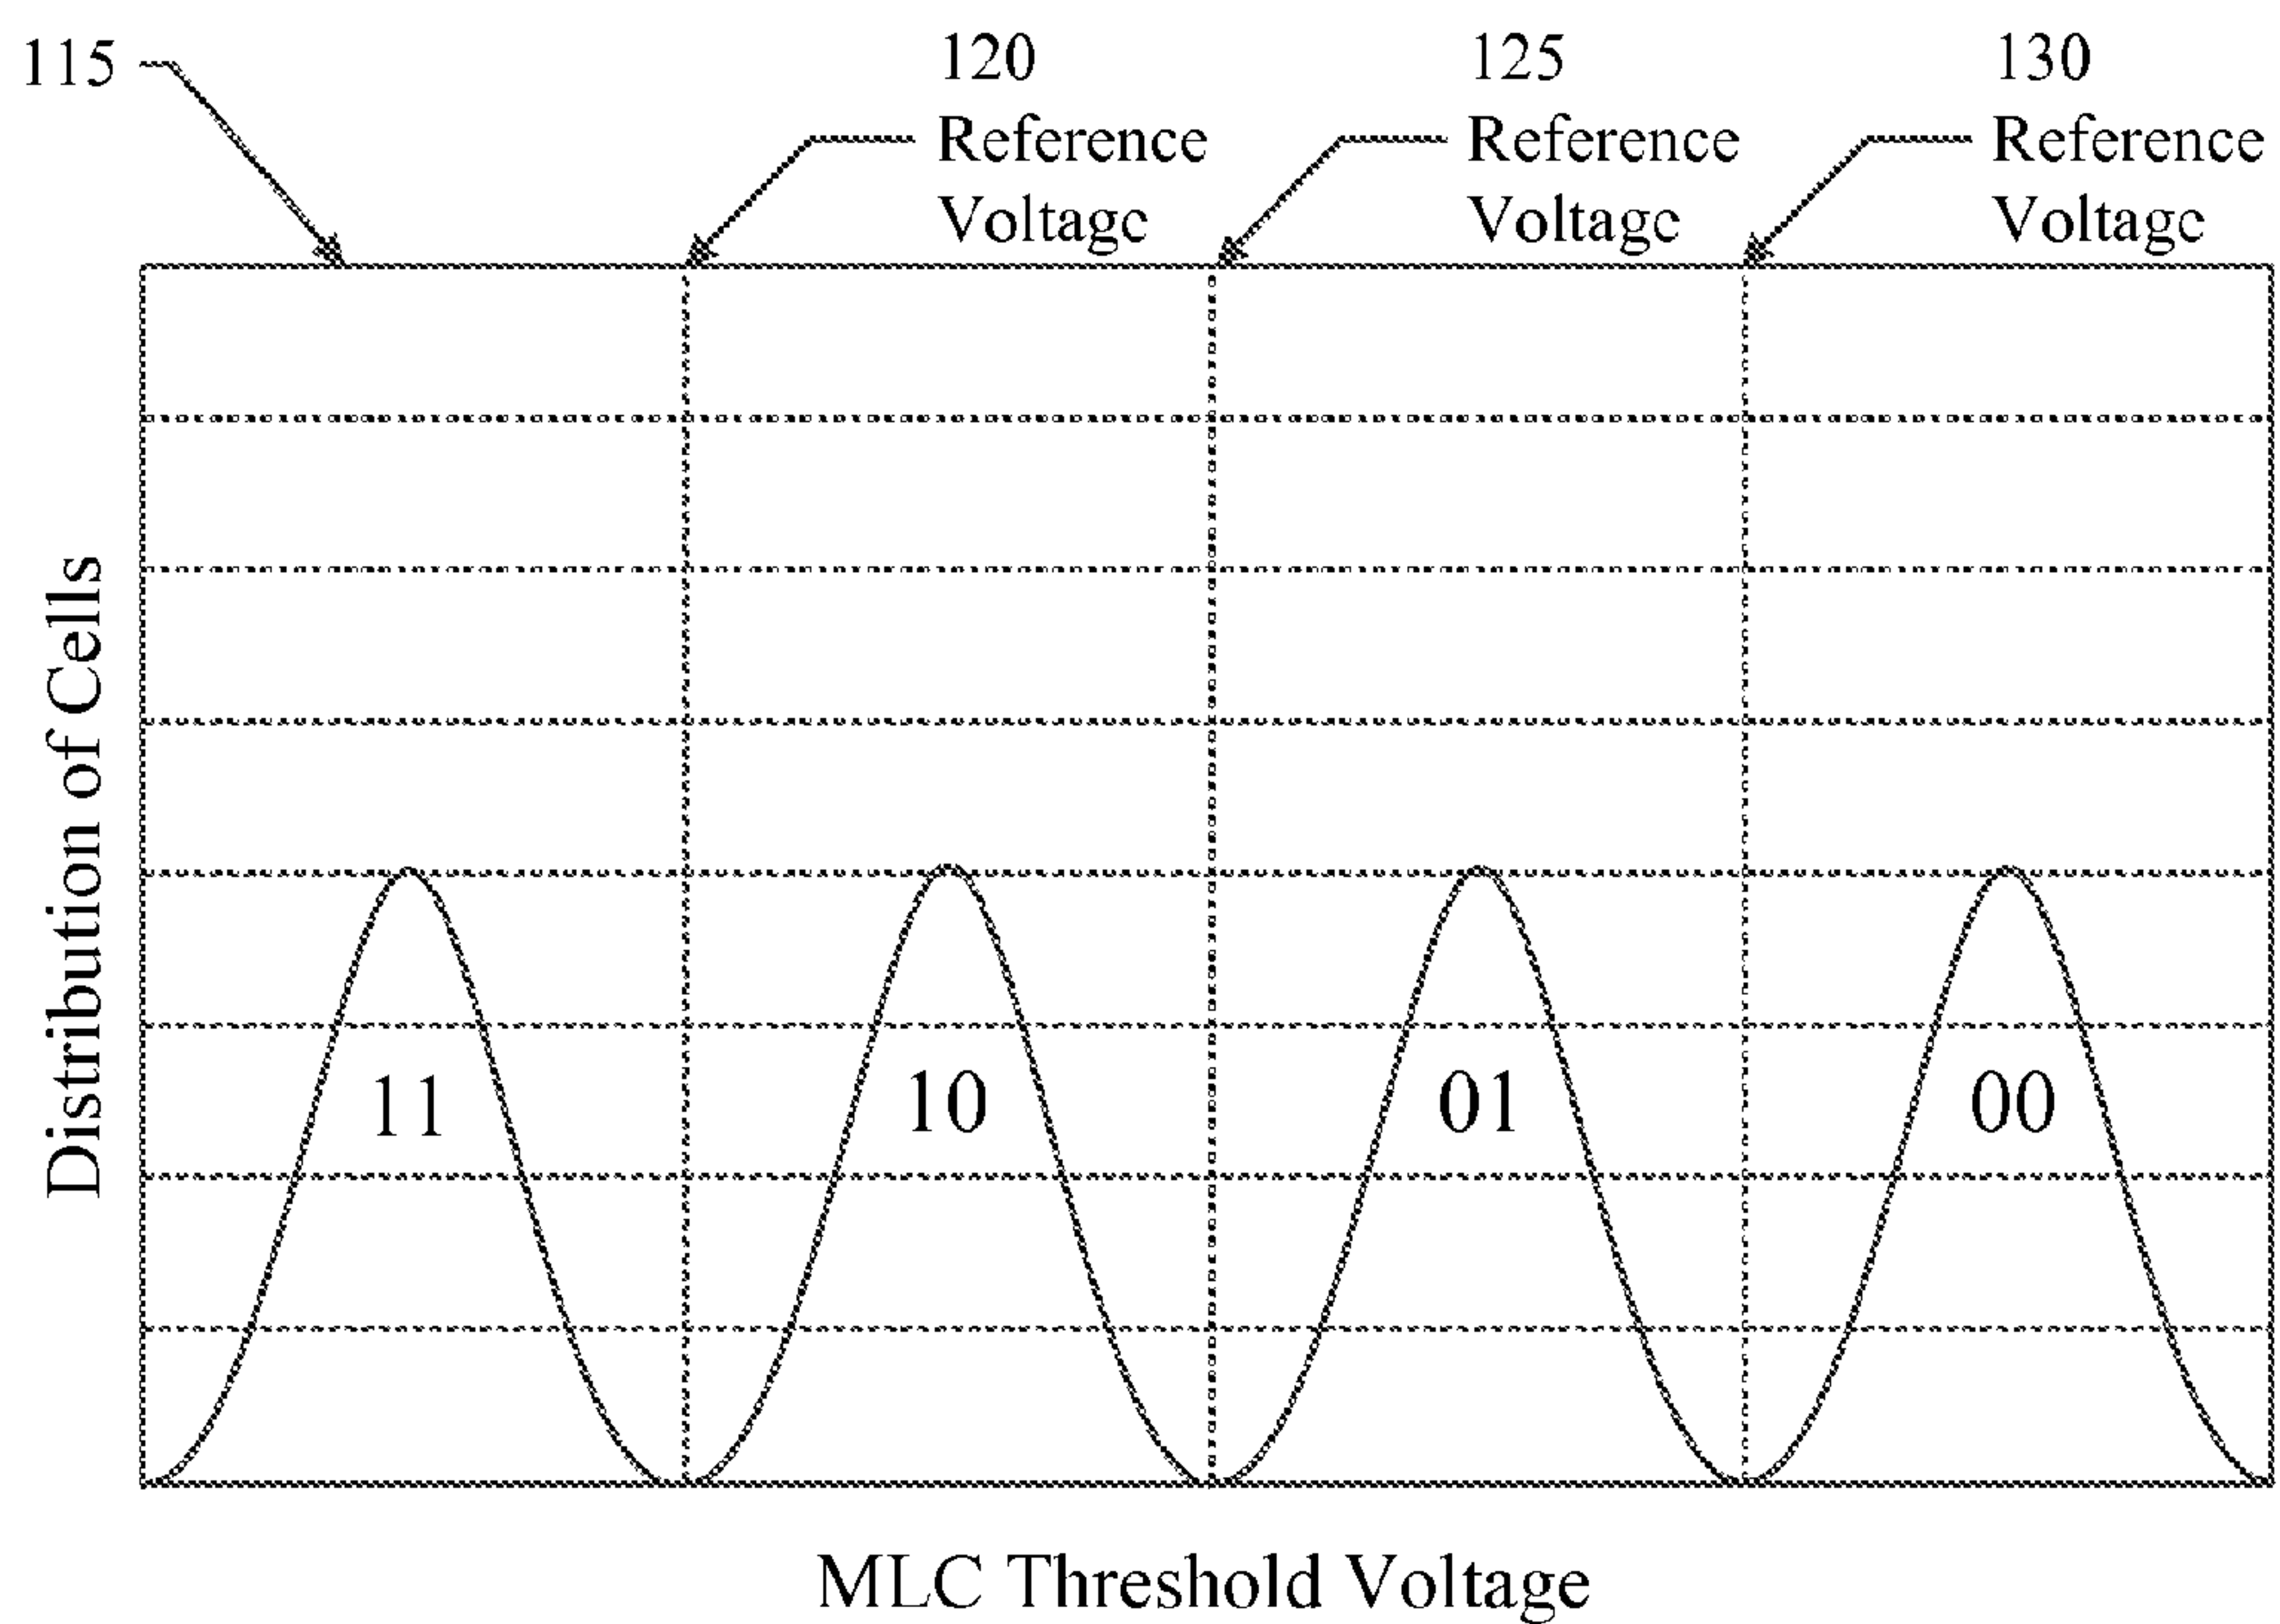 115
120
Reference
Voltage
125
Reference
Voltage
130
Reference
Voltage
Distribution of Cells
11
10
01
00
MLC Threshold Voltage